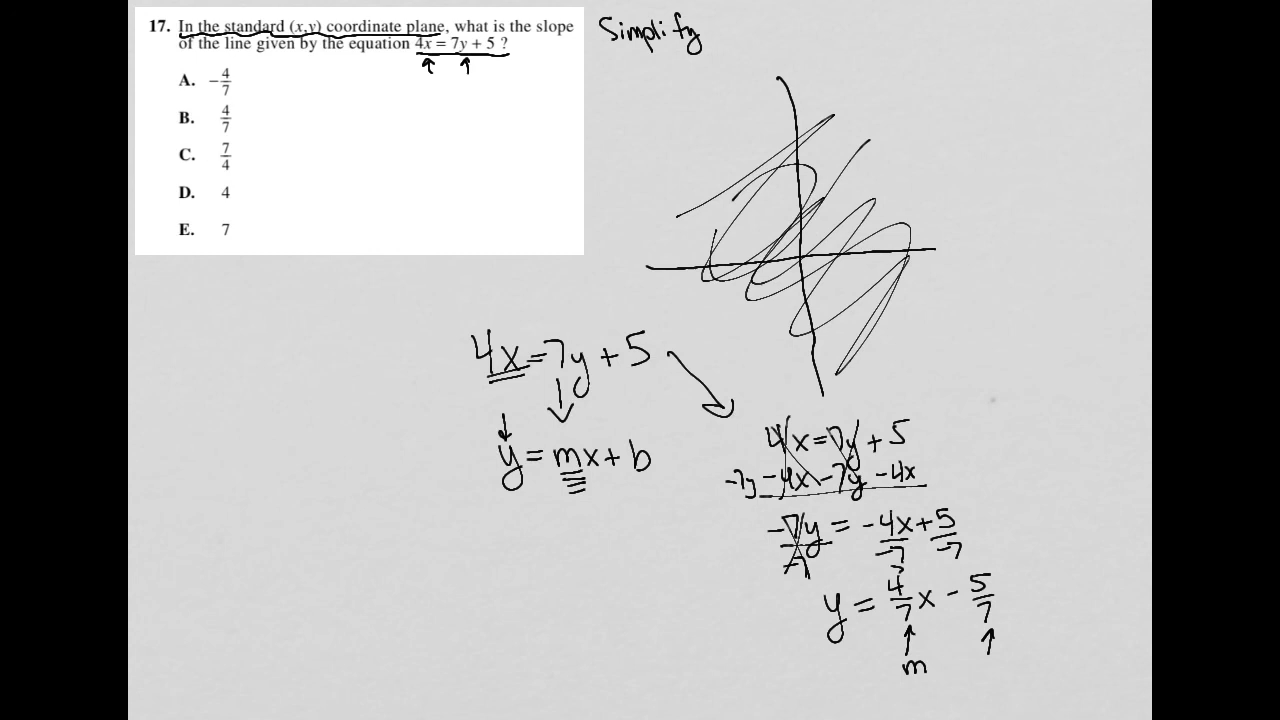 17. In the standard (x,y) coordinate plane, what is the slope
of the line given by the equation 4x = 7y + 5 ?
A. -4/7
B. 4/7
C. 7/4
D. 4
E. 7
Simplify
4x=7y+5
y=mx+b
4x=7y+5
-7y-4x-7y-4x
-7y/-7 = -4x/-7+5/-7
y = 4/7x - 5/7
m